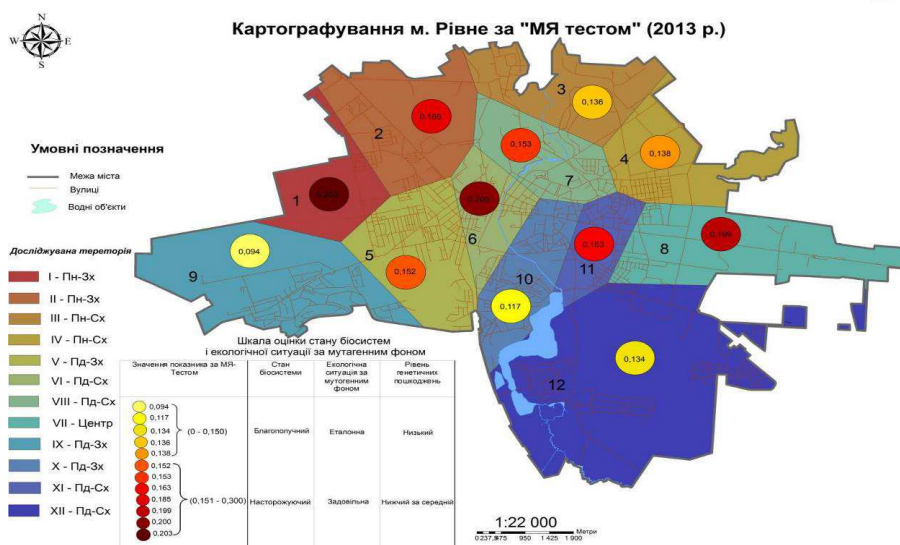 Картографування м. Рівне за "МЯ тестом" (2013 р.)
N
W E
S
Умовні позначення
Межа міста
Вулиці
Водні об'єкти
Досліджувана територія
I - Пн-Зх
II - Пн-Зх
III - Пн-Сх
IV - Пн-Сх
V - Пд-Зх
VI - Пд-Сх
VIII - Пд-Сх
VII - Центр
IX - Пд-Зх
X - Пд-Зх
XI - Пд-Сх
XII - Пд-Сх
3
0,136
2
0,153
4
0,138
7
1
0,200
6
8
5
0,152
9
0,094
10
11
0,163
0,117
12
0,134
Шкала оцінки стану біосистем
і екологічної ситуації за мутагенним фоном
Значення показника за МЯ-
Тестом
Стан
біосистеми
Екологічна
ситуація за
мутогенним
фоном
Рівень
генетичних
пошкоджень
0,094
0,117
0,134
0,136
0,138
(0 - 0,150)
Благополучний
Еталонна
Низький
0,152
0,153
0,163
0,185
0,199
0,200
0,203
(0,151 - 0,300)
Насторожуючий
Задовільна
Нижчий за середній
1:22 000
Метри
950 1 425 1 900